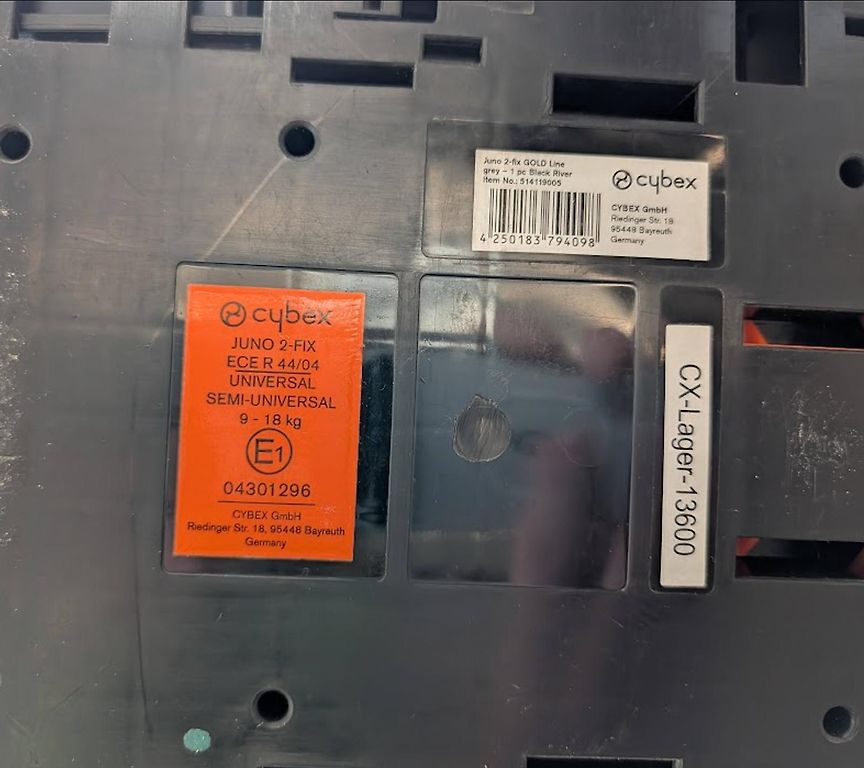 Juno 2-fix GOLD Line
grey – 1 pc Black River
Item No.: 514119005
4 250183 794098
cybex
CYBEX GmbH
Riedinger Str. 18
95448 Bayreuth
Germany
cybex
JUNO 2-FIX
ECE R 44/04
UNIVERSAL
SEMI-UNIVERSAL
9 - 18 kg
E1
04301296
CYBEX GmbH
Riedinger Str. 18, 95448 Bayreuth
Germany
CX-Lager-13600